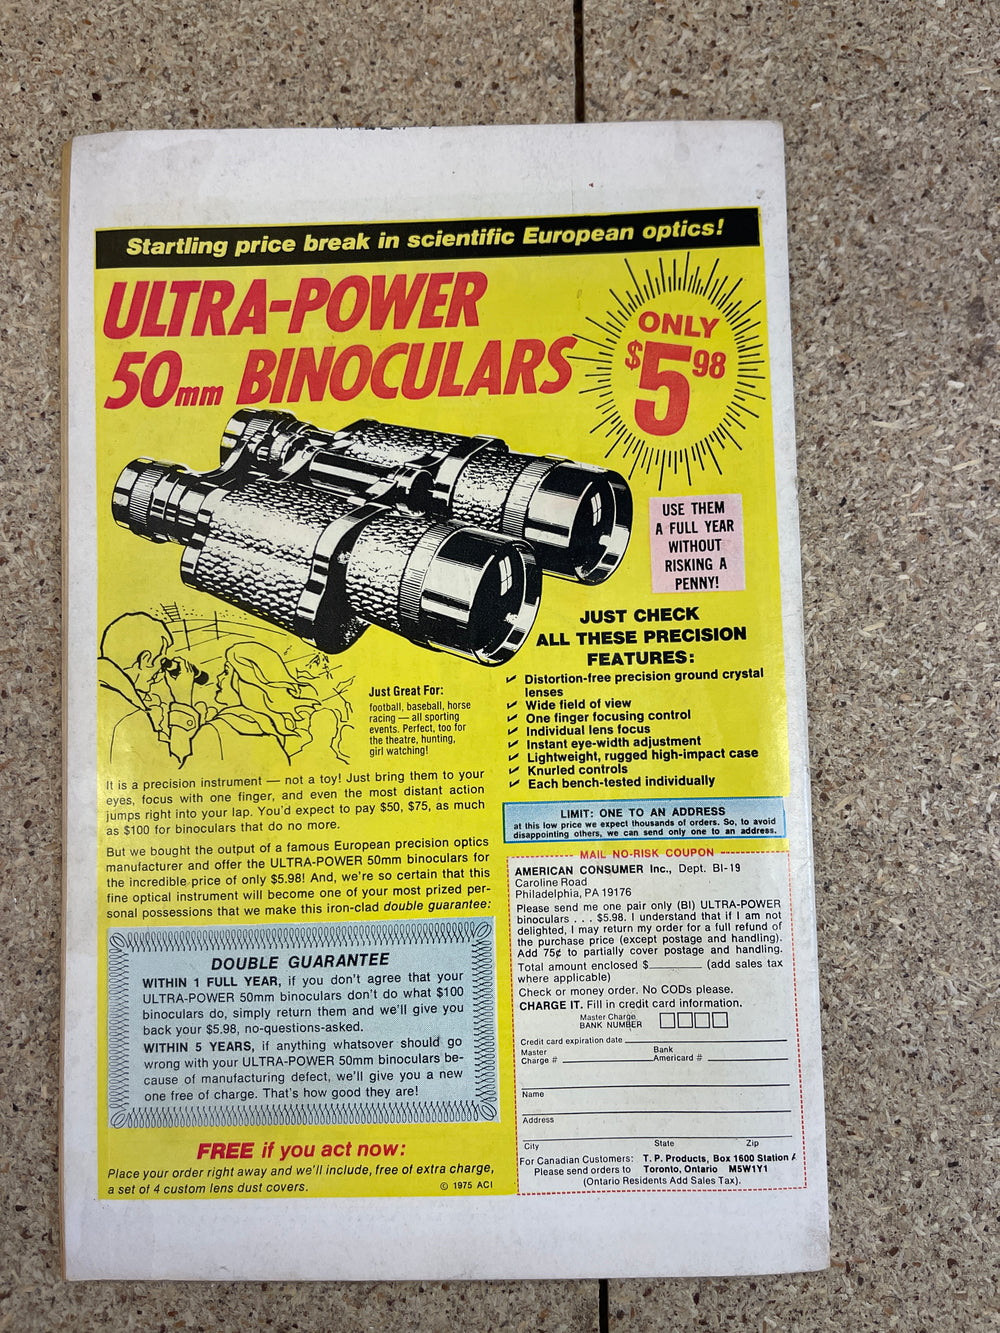 Startling price break in scientific European optics!
ULTRA-POWER
50mm BINOCULARS
ONLY
$5.98
USE THEM
A FULL YEAR
WITHOUT
RISKING A
PENNY!
JUST CHECK
ALL THESE PRECISION
FEATURES:
✓ Distortion-free precision ground crystal
lenses
✓ Wide field of view
✓ One finger focusing control
✓ Individual lens focus
✓ Instant eye-width adjustment
✓ Lightweight, rugged high-impact case
✓ Knurled controls
✓ Each bench-tested individually
Just Great For:
football, baseball, horse
racing — all sporting
events. Perfect, too for
the theatre, hunting,
girl watching!
It is a precision instrument — not a toy! Just bring them to your
eyes, focus with one finger, and even the most distant action
jumps right into your lap. You'd expect to pay $50, $75, as much
as $100 for binoculars that do no more.
But we bought the output of a famous European precision optics
manufacturer and offer the ULTRA-POWER 50mm binoculars for
the incredible price of only $5.98! And, we're so certain that this
fine optical instrument will become one of your most prized per-
sonal possessions that we make this iron-clad double guarantee:
DOUBLE GUARANTEE
WITHIN 1 FULL YEAR, if you don't agree that your
ULTRA-POWER 50mm binoculars don't do what $100
binoculars do, simply return them and we'll give you
back your $5.98, no-questions-asked.
WITHIN 5 YEARS, if anything whatsover should go
wrong with your ULTRA-POWER 50mm binoculars be-
cause of manufacturing defect, we'll give you a new
one free of charge. That's how good they are!
FREE if you act now:
Place your order right away and we'll include, free of extra charge,
a set of 4 custom lens dust covers.
© 1975 ACI
LIMIT: ONE TO AN ADDRESS
at this low price we expect thousands of orders. So, to avoid
disappointing others, we can send only one to an address.
MAIL NO-RISK COUPON
AMERICAN CONSUMER Inc., Dept. BI-19
Caroline Road
Philadelphia, PA 19176
Please send me one pair only (BI) ULTRA-POWER
binoculars . . . $5.98. I understand that if I am not
delighted, I may return my order for a full refund of
the purchase price (except postage and handling).
Add 75¢ to partially cover postage and handling.
Total amount enclosed $ (add sales tax
where applicable)
Check or money order. No CODs please.
CHARGE IT. Fill in credit card information.
Master Charge
BANK NUMBER
Credit card expiration date
Master Charge #
Bank Americard #
Name
Address
City State Zip
For Canadian Customers: T. P. Products, Box 1600 Station A
Please send orders to Toronto, Ontario M5W1Y1
(Ontario Residents Add Sales Tax).